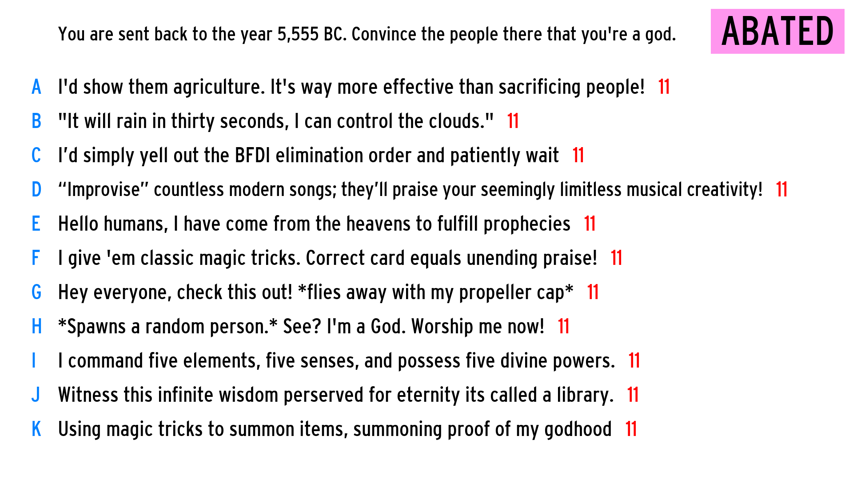 You are sent back to the year 5,555 BC. Convince the people there that you're a god. ABATED
A I'd show them agriculture. It's way more effective than sacrificing people! 11
B "It will rain in thirty seconds, I can control the clouds." 11
C I’d simply yell out the BFDI elimination order and patiently wait 11
D “Improvise” countless modern songs; they’ll praise your seemingly limitless musical creativity! 11
E Hello humans, I have come from the heavens to fulfill prophecies 11
F I give 'em classic magic tricks. Correct card equals unending praise! 11
G Hey everyone, check this out! *flies away with my propeller cap* 11
H *Spawns a random person.* See? I'm a God. Worship me now! 11
I I command five elements, five senses, and possess five divine powers. 11
J Witness this infinite wisdom perserved for eternity its called a library. 11
K Using magic tricks to summon items, summoning proof of my godhood 11